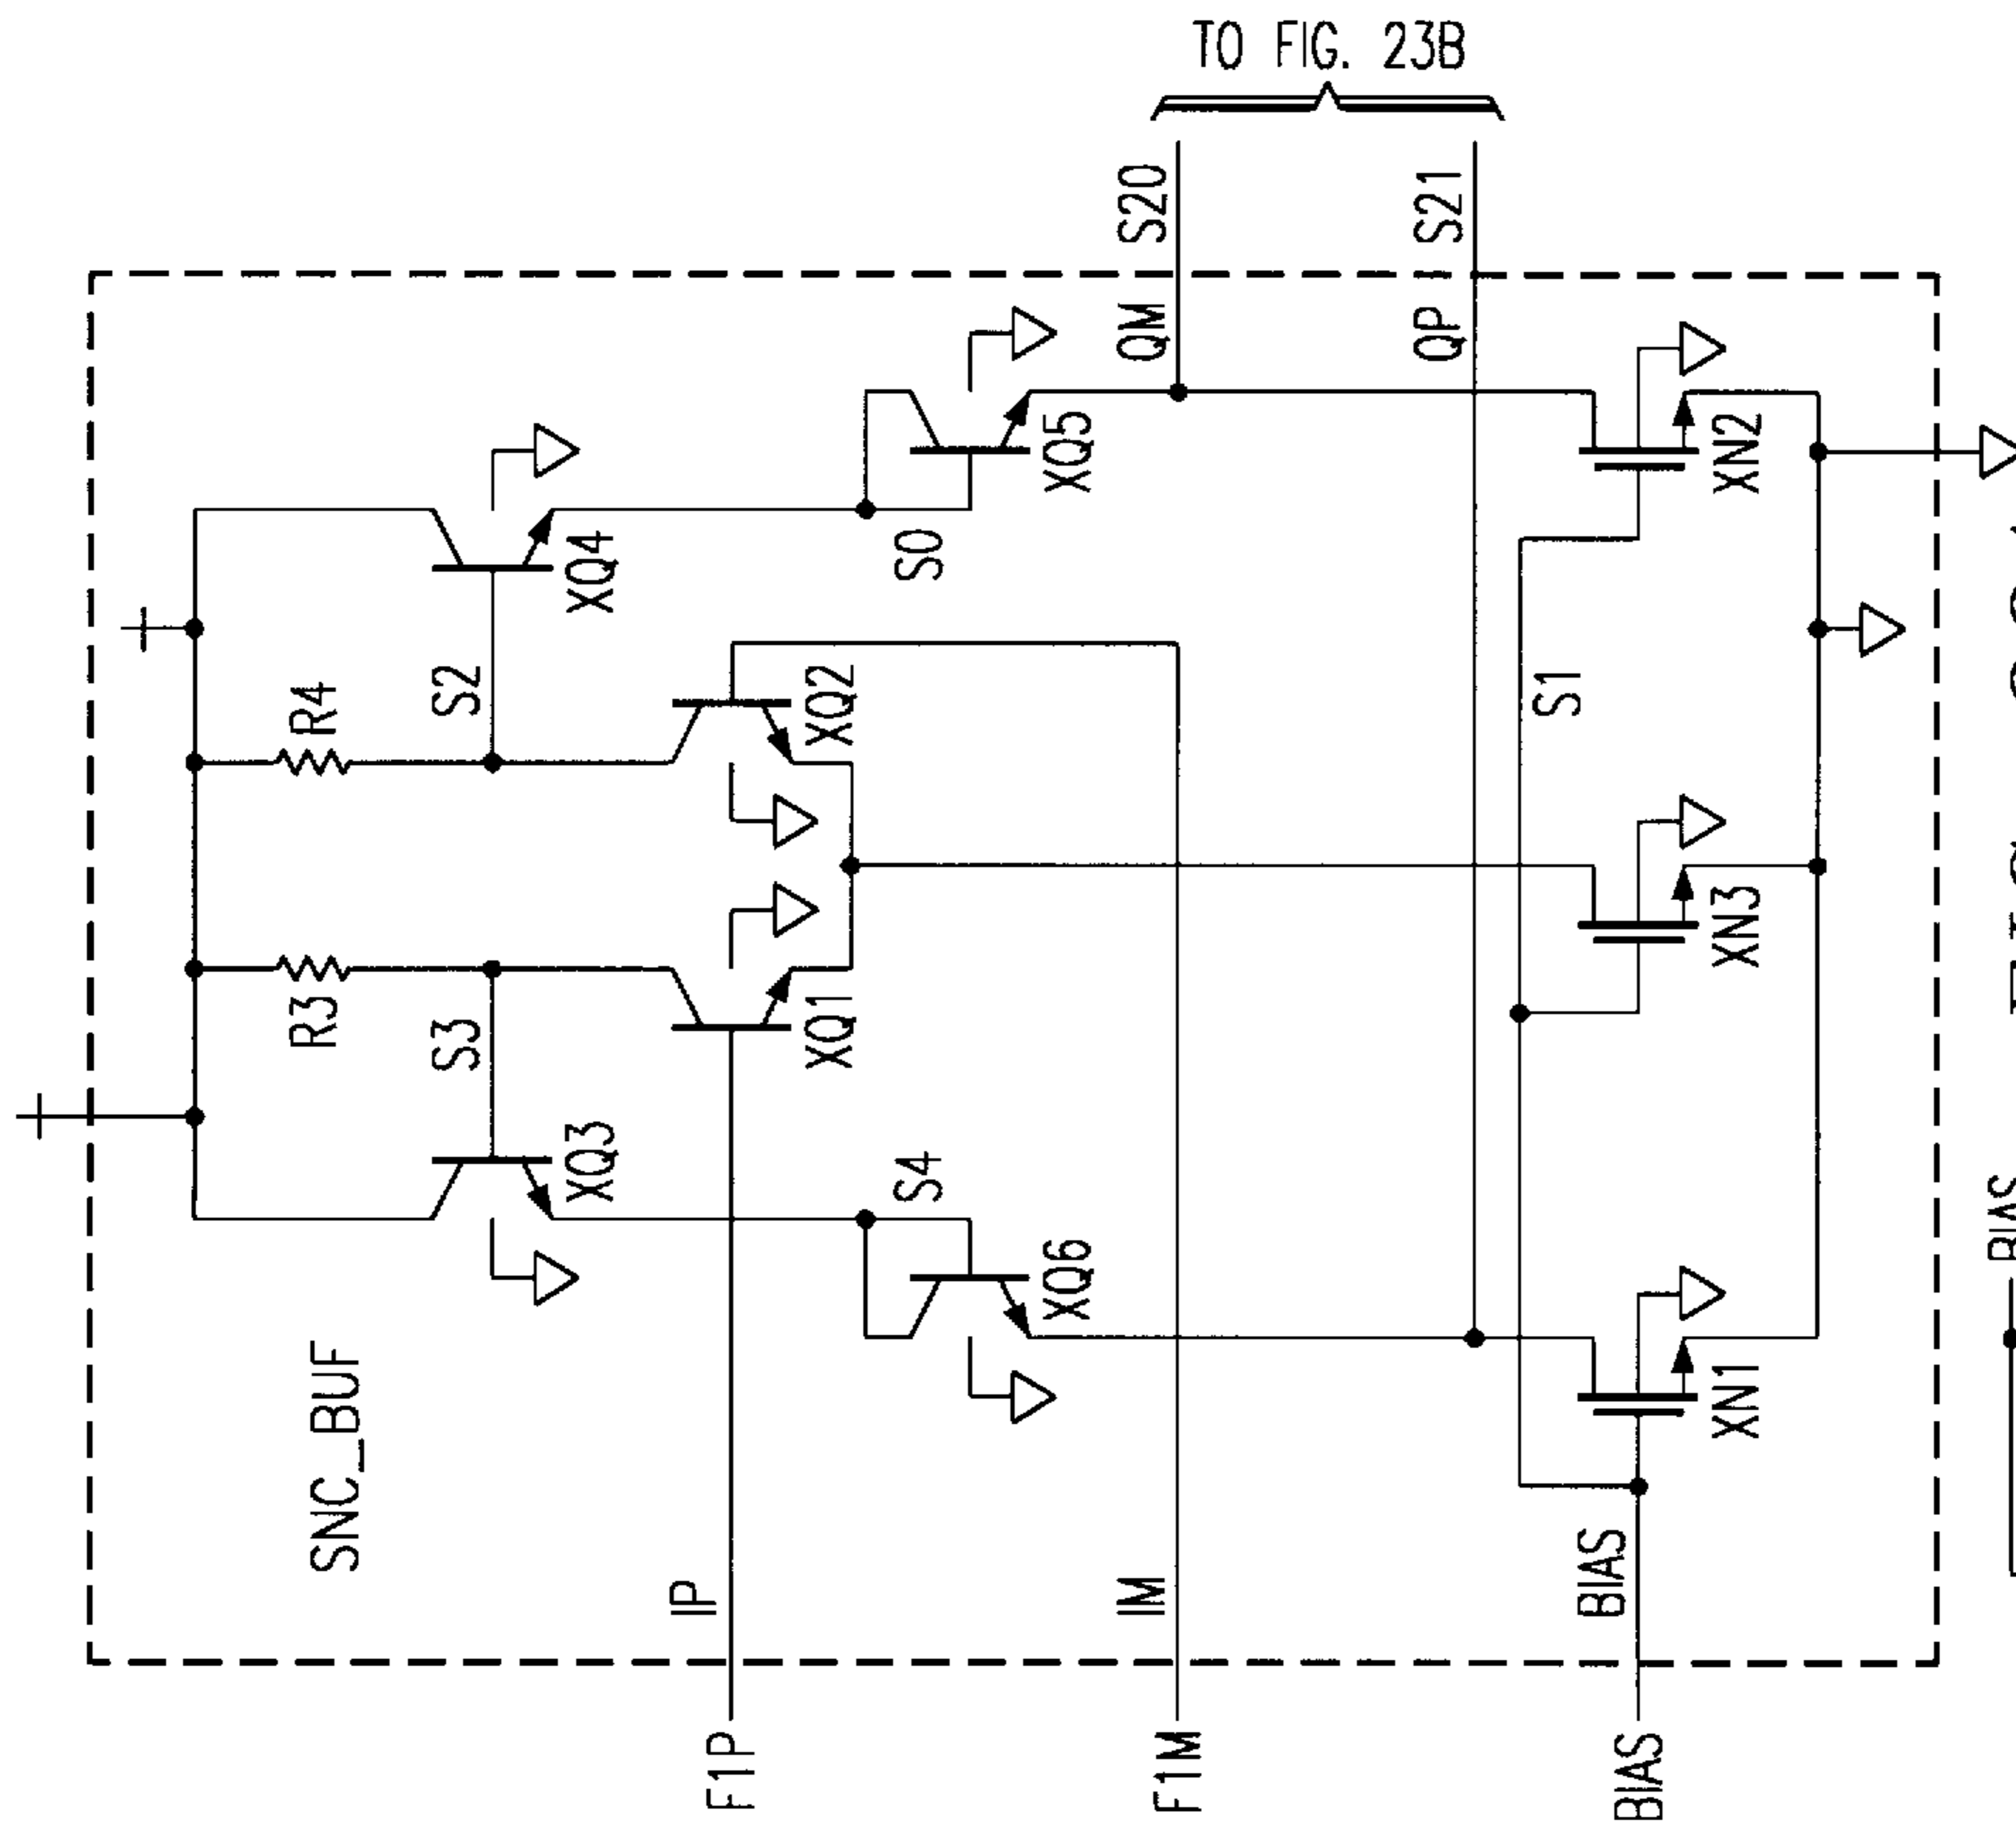 TO FIG. 23B
S20
S21
QM
QP
XQ4
XQ5
XN2
S0
R4
S2
XQ2
S1
R3
S3
XQ1
XN3
XQ3
S4
XQ6
XN1
SNC_BUF
IP
IM
BIAS
F1P
F1M
BIAS
BIAS